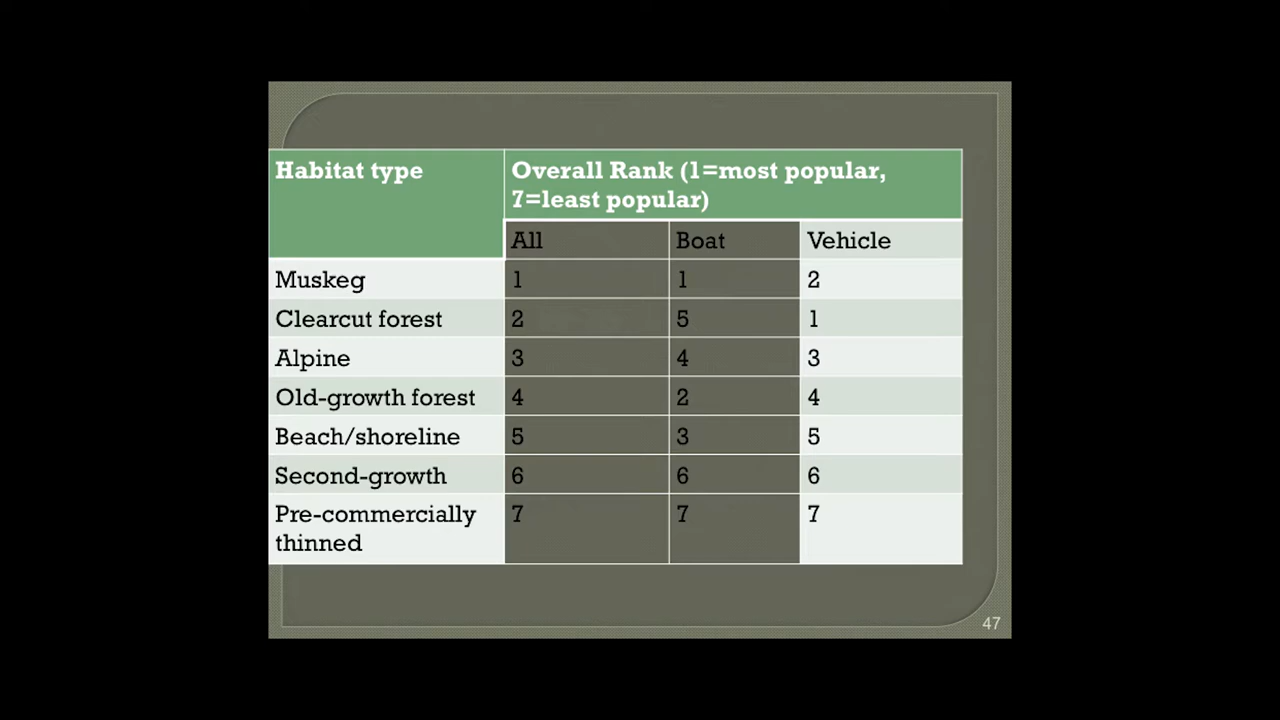 Habitat type
Overall Rank (1=most popular,
7=least popular)
All Boat Vehicle
Muskeg 1 1 2
Clearcut forest 2 5 1
Alpine 3 4 3
Old-growth forest 4 2 4
Beach/shoreline 5 3 5
Second-growth 6 6 6
Pre-commercially 7 7 7
thinned
47